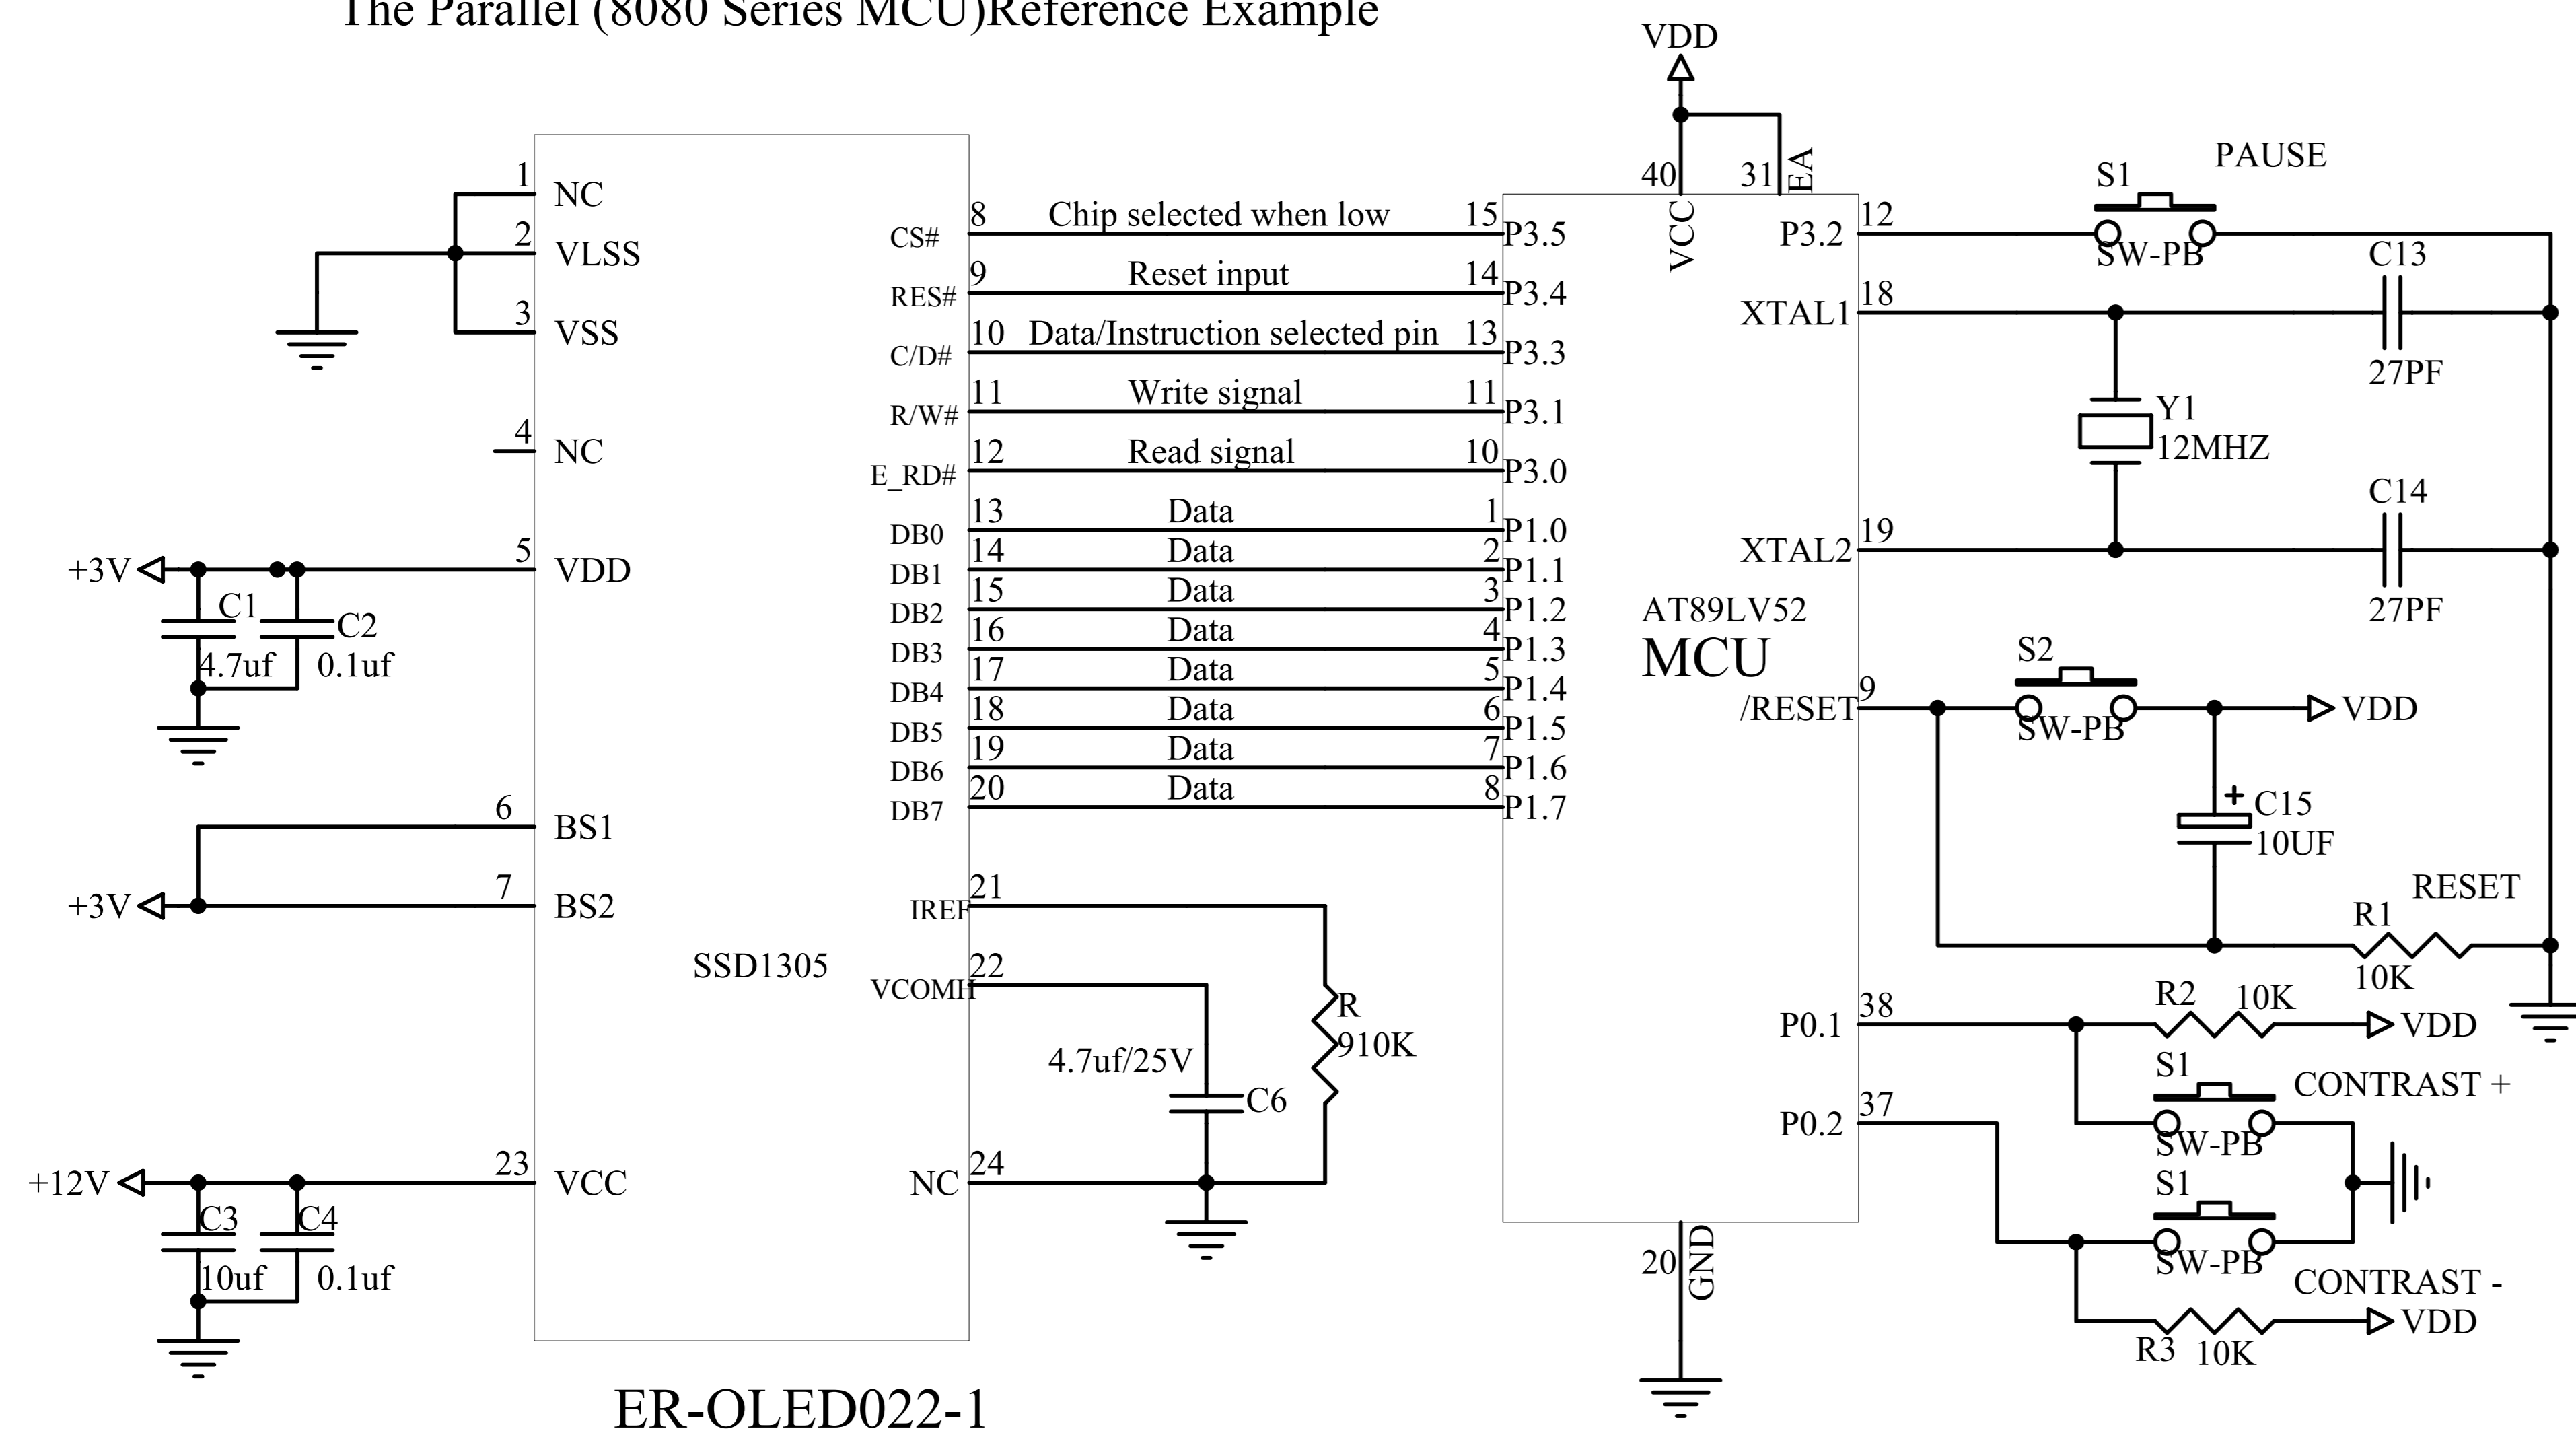 The Parallel (8080 Series MCU)Reference Example
1 NC
2 VLSS
3 VSS
4 NC
+3V 5 VDD
C1
4.7uf
C2
0.1uf
6 BS1
+3V 7 BS2
SSD1305
+12V 23 VCC
C3
10uf
C4
0.1uf
ER-OLED022-1
CS# 8 Chip selected when low 15 P3.5
RES# 9 Reset input 14 P3.4
C/D# 10 Data/Instruction selected pin 13 P3.3
R/W# 11 Write signal 11 P3.1
E_RD# 12 Read signal 10 P3.0
DB0 13 Data 1 P1.0
DB1 14 Data 2 P1.1
DB2 15 Data 3 P1.2
DB3 16 Data 4 P1.3
DB4 17 Data 5 P1.4
DB5 18 Data 6 P1.5
DB6 19 Data 7 P1.6
DB7 20 Data 8 P1.7
IREF 21
VCOMH 22
R
910K
4.7uf/25V
C6
NC 24
VDD
40 VCC
31 EA
AT89LV52
MCU
20 GND
P3.2 12
S1
SW-PB
PAUSE
XTAL1 18
C13
27PF
Y1
12MHZ
XTAL2 19
C14
27PF
/RESET 9
S2
SW-PB
VDD
+
C15
10UF
RESET
R1
10K
P0.1 38
R2 10K VDD
S1
SW-PB
CONTRAST +
P0.2 37
S1
SW-PB
CONTRAST -
R3 10K VDD